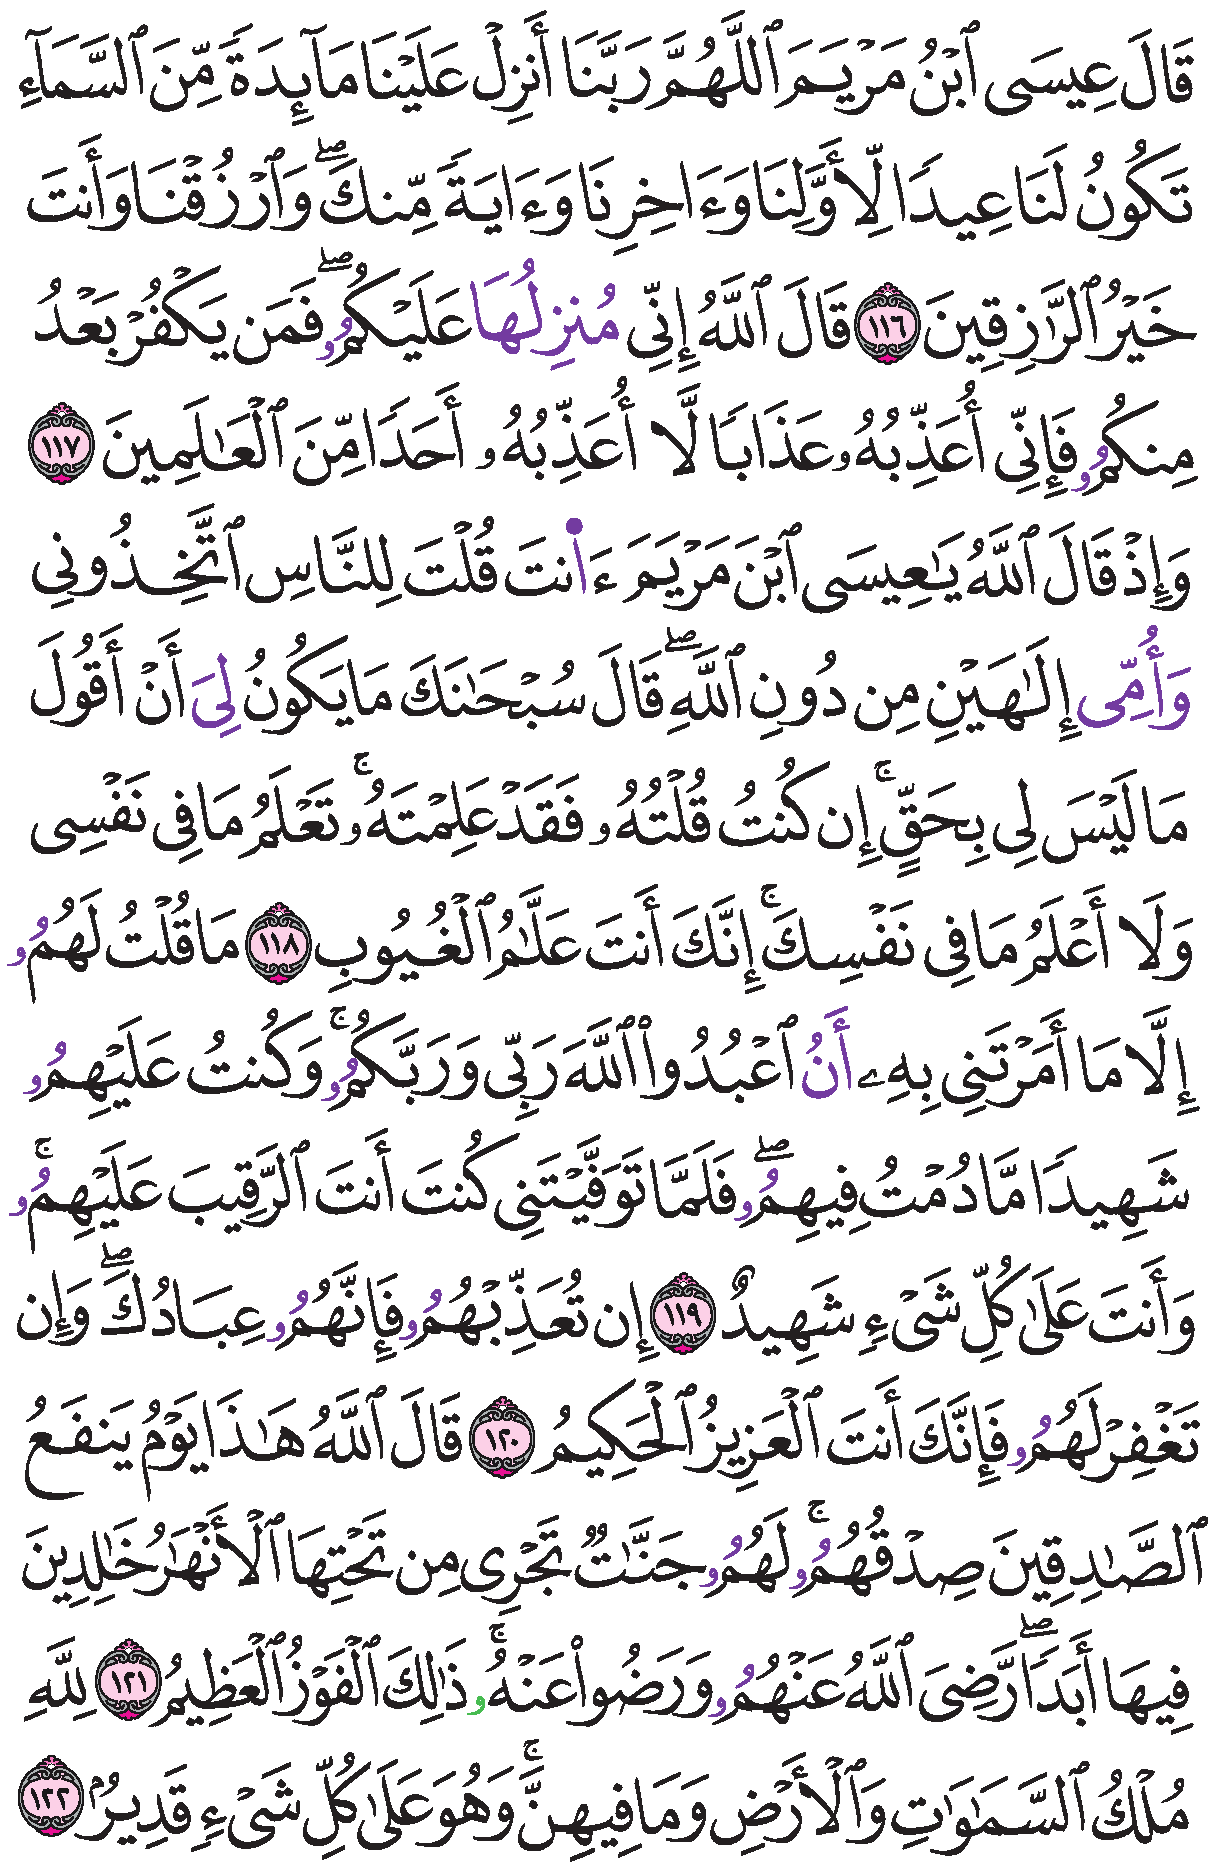 قَالَ عِيسَى ٱبْنُ مَرْيَمَ ٱللَّهُمَّ رَبَّنَا أَنزِلْ عَلَيْنَا مَآئِدَةً مِّنَ ٱلسَّمَآءِ
تَكُونُ لَنَا عِيدًا لِّأَوَّلِنَا وَءَاخِرِنَا وَءَايَةً مِّنكَۖ وَٱرْزُقْنَا وَأَنتَ
خَيْرُ ٱلرَّٰزِقِينَ ١١٦ قَالَ ٱللَّهُ إِنِّي مُنزِلُهَا عَلَيْكُمُۥۖ فَمَن يَكْفُرْ بَعْدُ
مِنكُمُۥ فَإِنِّي أُعَذِّبُهُۥ عَذَابًا لَّا أُعَذِّبُهُۥ أَحَدًا مِّنَ ٱلْعَٰلَمِينَ ١١٧
وَإِذْ قَالَ ٱللَّهُ يَٰعِيسَى ٱبْنَ مَرْيَمَ ءَا۬نتَ قُلْتَ لِلنَّاسِ ٱتَّخِذُونِي
وَأُمِّي إِلَٰهَيْنِ مِن دُونِ ٱللَّهِۖ قَالَ سُبْحَٰنَكَ مَا يَكُونُ لِيَ أَنْ أَقُولَ
مَا لَيْسَ لِي بِحَقٍّۚ إِن كُنتُ قُلْتُهُۥ فَقَدْ عَلِمْتَهُۥۚ تَعْلَمُ مَا فِي نَفْسِي
وَلَا أَعْلَمُ مَا فِي نَفْسِكَۚ إِنَّكَ أَنتَ عَلَّٰمُ ٱلْغُيُوبِ ١١٨ مَا قُلْتُ لَهُمُۥ
إِلَّا مَا أَمَرْتَنِي بِهِۦ أَنُ ٱعْبُدُوا۟ ٱللَّهَ رَبِّي وَرَبَّكُمُۥۚ وَكُنتُ عَلَيْهِمُۥ
شَهِيدًا مَّا دُمْتُ فِيهِمُۥۖ فَلَمَّا تَوَفَّيْتَنِي كُنتَ أَنتَ ٱلرَّقِيبَ عَلَيْهِمُۥۚ
وَأَنتَ عَلَىٰ كُلِّ شَيْءٍ شَهِيدٌ ١١٩ إِن تُعَذِّبْهُمُۥ فَإِنَّهُمُۥ عِبَادُكَۖ وَإِن
تَغْفِرْ لَهُمُۥ فَإِنَّكَ أَنتَ ٱلْعَزِيزُ ٱلْحَكِيمُ ١٢٠ قَالَ ٱللَّهُ هَٰذَا يَوْمُ يَنفَعُ
ٱلصَّٰدِقِينَ صِدْقُهُمُۥۚ لَهُمُۥ جَنَّٰتٌ تَجْرِي مِن تَحْتِهَا ٱلْأَنْهَٰرُ خَٰلِدِينَ
فِيهَا أَبَدًاۖ رَّضِيَ ٱللَّهُ عَنْهُمُۥ وَرَضُوا۟ عَنْهُۥۚ ذَٰلِكَ ٱلْفَوْزُ ٱلْعَظِيمُ ١٢١ لِلَّهِ
مُلْكُ ٱلسَّمَٰوَٰتِ وَٱلْأَرْضِ وَمَا فِيهِنَّۚ وَهُوَ عَلَىٰ كُلِّ شَيْءٍ قَدِيرٌۢ ١٢٢